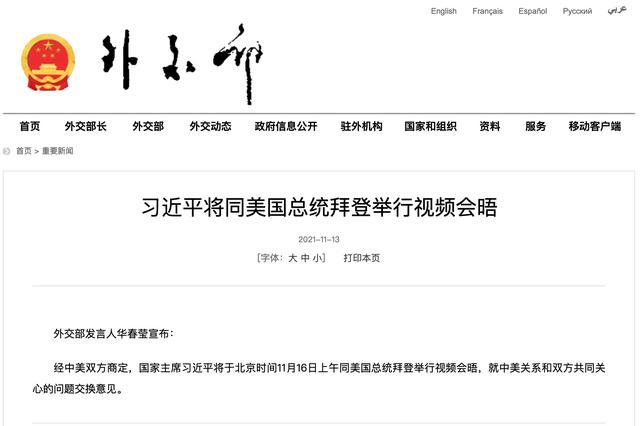 English Français Español Русский عربي
外交部
首页 外交部长 外交部 外交动态 政府信息公开 驻外机构 国家和组织 资料 服务 移动客户端
首页 > 重要新闻
习近平将同美国总统拜登举行视频会晤
2021-11-13
[字体：大 中 小] 打印本页
外交部发言人华春莹宣布：
经中美双方商定，国家主席习近平将于北京时间11月16日上午同美国总统拜登举行视频会晤，就中美关系和双方共同关
心的问题交换意见。